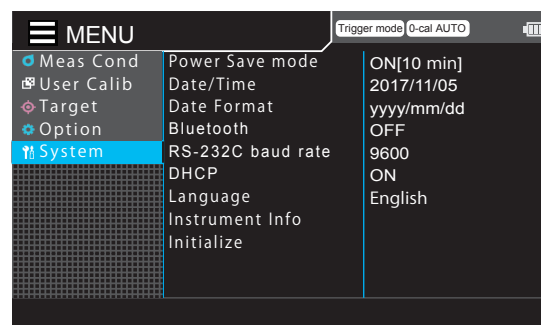 MENU
Trigger mode 0-cal AUTO
Meas Cond
User Calib
Target
Option
System
Power Save mode ON[10 min]
Date/Time 2017/11/05
Date Format yyyy/mm/dd
Bluetooth OFF
RS-232C baud rate 9600
DHCP ON
Language English
Instrument Info
Initialize